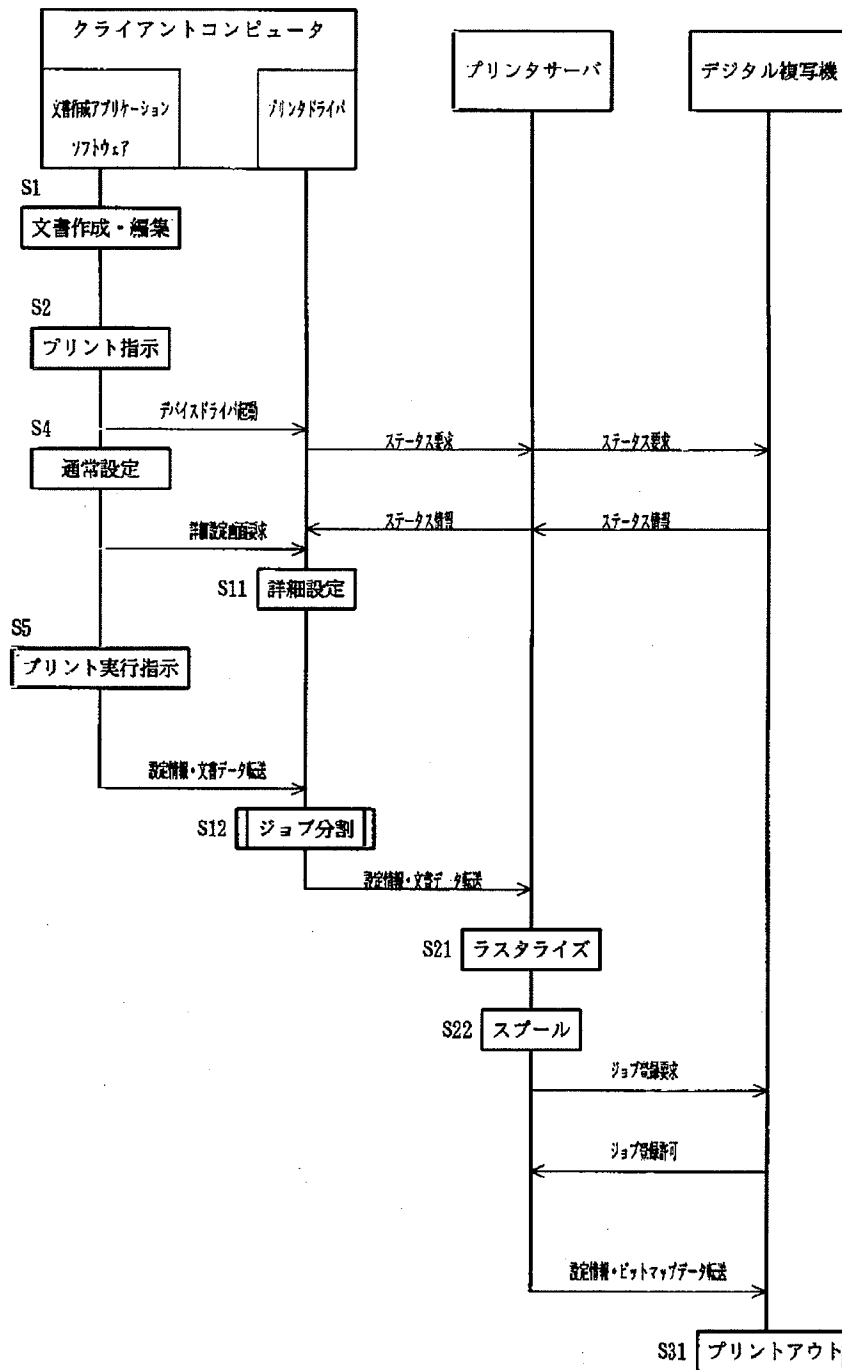 クライアントコンピュータ
プリンタサーバ
デジタル複写機
文書作成アプリケーション
ソフトウェア
プリンタドライバ
S1
文書作成・編集
S2
プリント指示
デバイスドライバ起動
S4
通常設定
ステータス要求
ステータス要求
ステータス情報
ステータス情報
詳細設定画面要求
S11
詳細設定
S5
プリント実行指示
設定情報・文書データ転送
S12
ジョブ分割
設定情報・文書データ転送
S21
ラスタライズ
S22
スプール
ジョブ登録要求
ジョブ登録許可
設定情報・ビットマップデータ転送
S31
プリントアウト